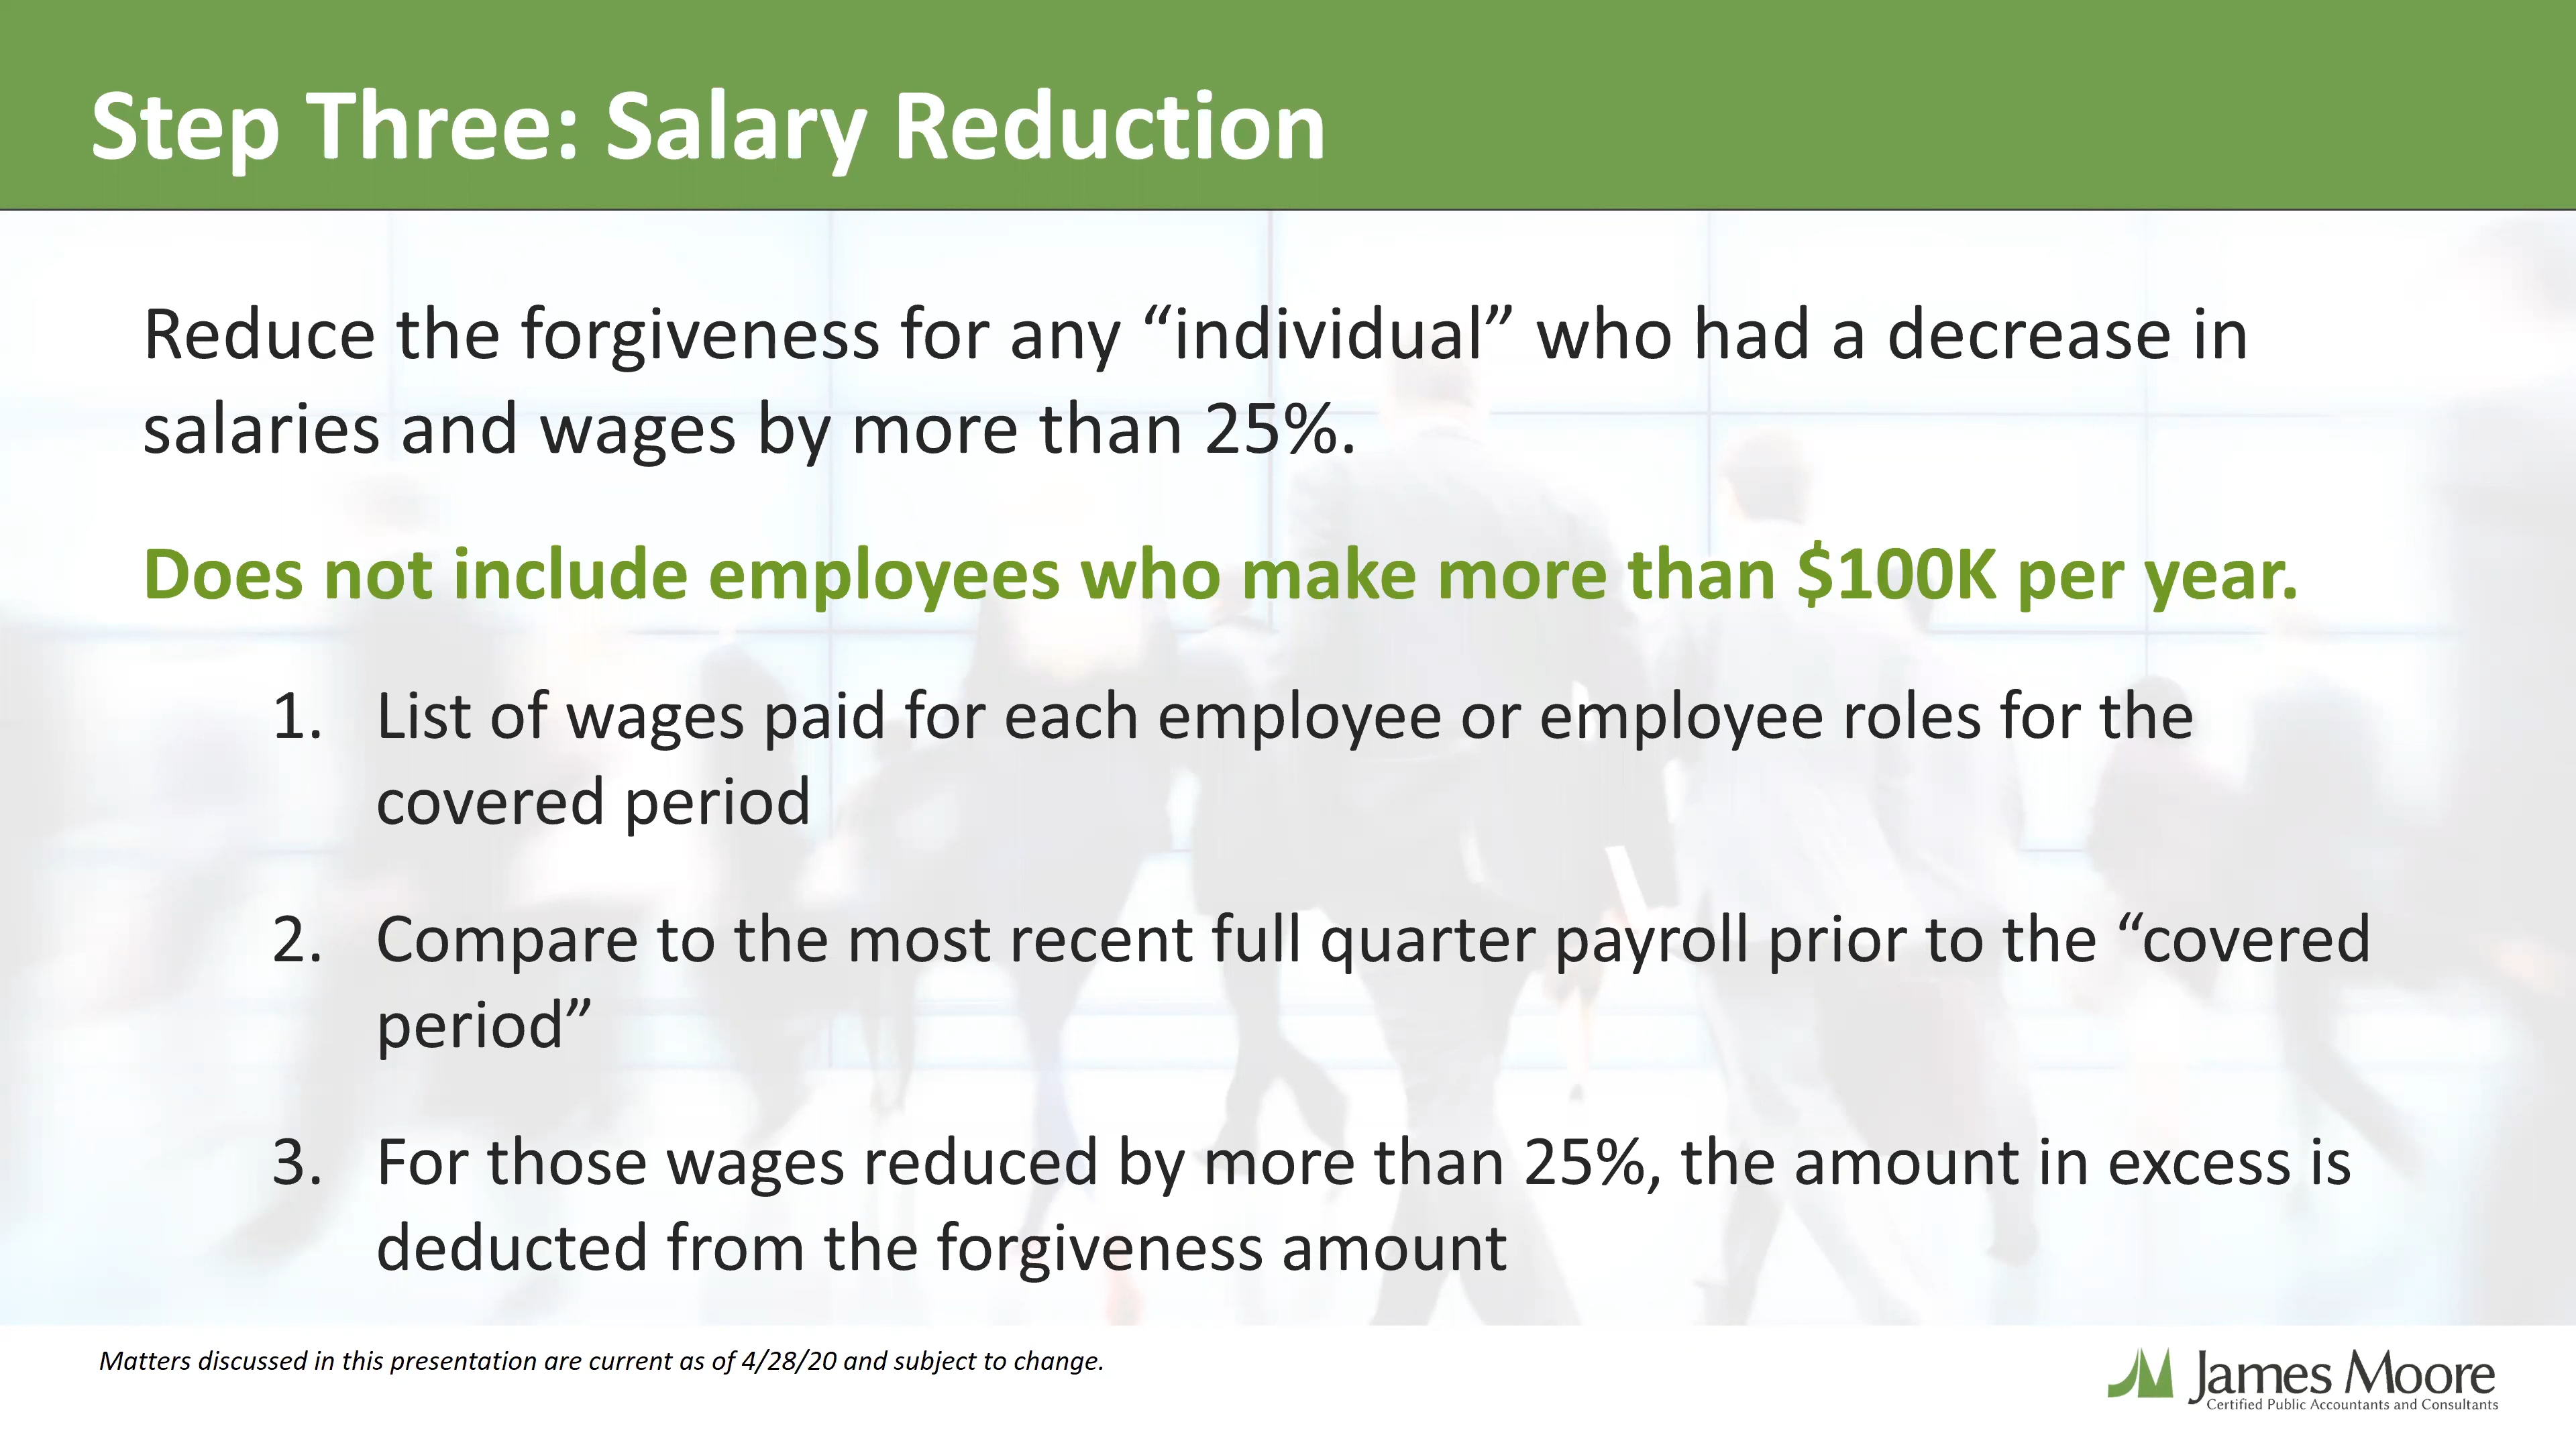 Step Three: Salary Reduction
Reduce the forgiveness for any “individual” who had a decrease in
salaries and wages by more than 25%.
Does not include employees who make more than $100K per year.
1. List of wages paid for each employee or employee roles for the
covered period
2. Compare to the most recent full quarter payroll prior to the “covered
period”
3. For those wages reduced by more than 25%, the amount in excess is
deducted from the forgiveness amount
Matters discussed in this presentation are current as of 4/28/20 and subject to change.
James Moore
Certified Public Accountants and Consultants